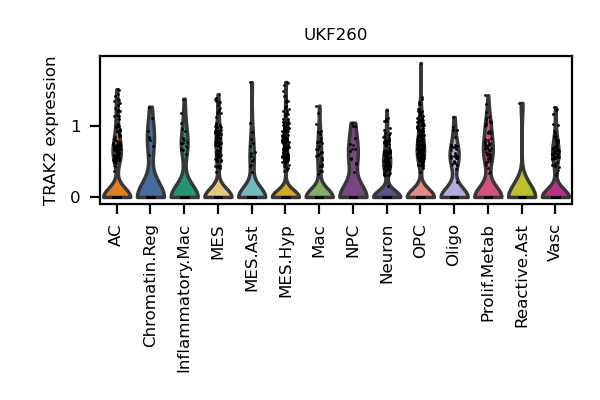 UKF260
TRAK2 expression
1
0
AC
Chromatin.Reg
Inflammatory.Mac
MES
MES.Ast
MES.Hyp
Mac
NPC
Neuron
OPC
Oligo
Prolif.Metab
Reactive.Ast
Vasc